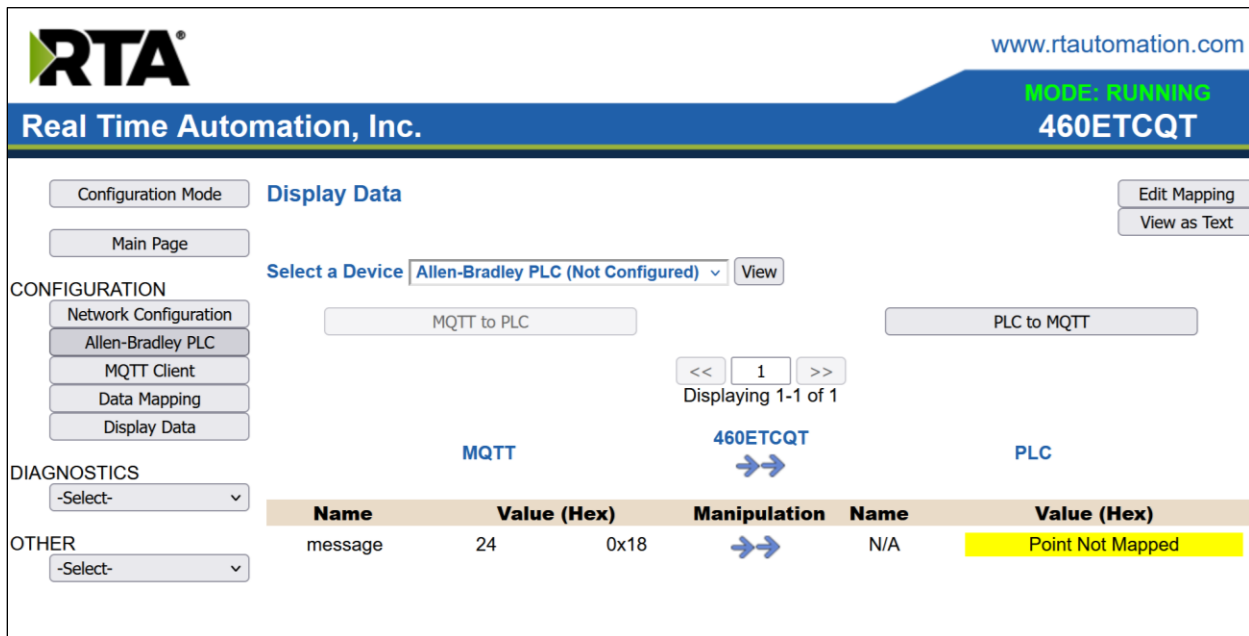 RTA®
www.rtautomation.com
MODE: RUNNING
Real Time Automation, Inc.
460ETCQT
Configuration Mode
Display Data
Edit Mapping
View as Text
Main Page
Select a Device Allen-Bradley PLC (Not Configured) View
CONFIGURATION
Network Configuration
MQTT to PLC
PLC to MQTT
Allen-Bradley PLC
MQTT Client
<< 1 >>
Displaying 1-1 of 1
Data Mapping
Display Data
MQTT
460ETCQT
PLC
DIAGNOSTICS
-Select-
Name Value (Hex) Manipulation Name Value (Hex)
OTHER
message 24 0x18 N/A Point Not Mapped
-Select-